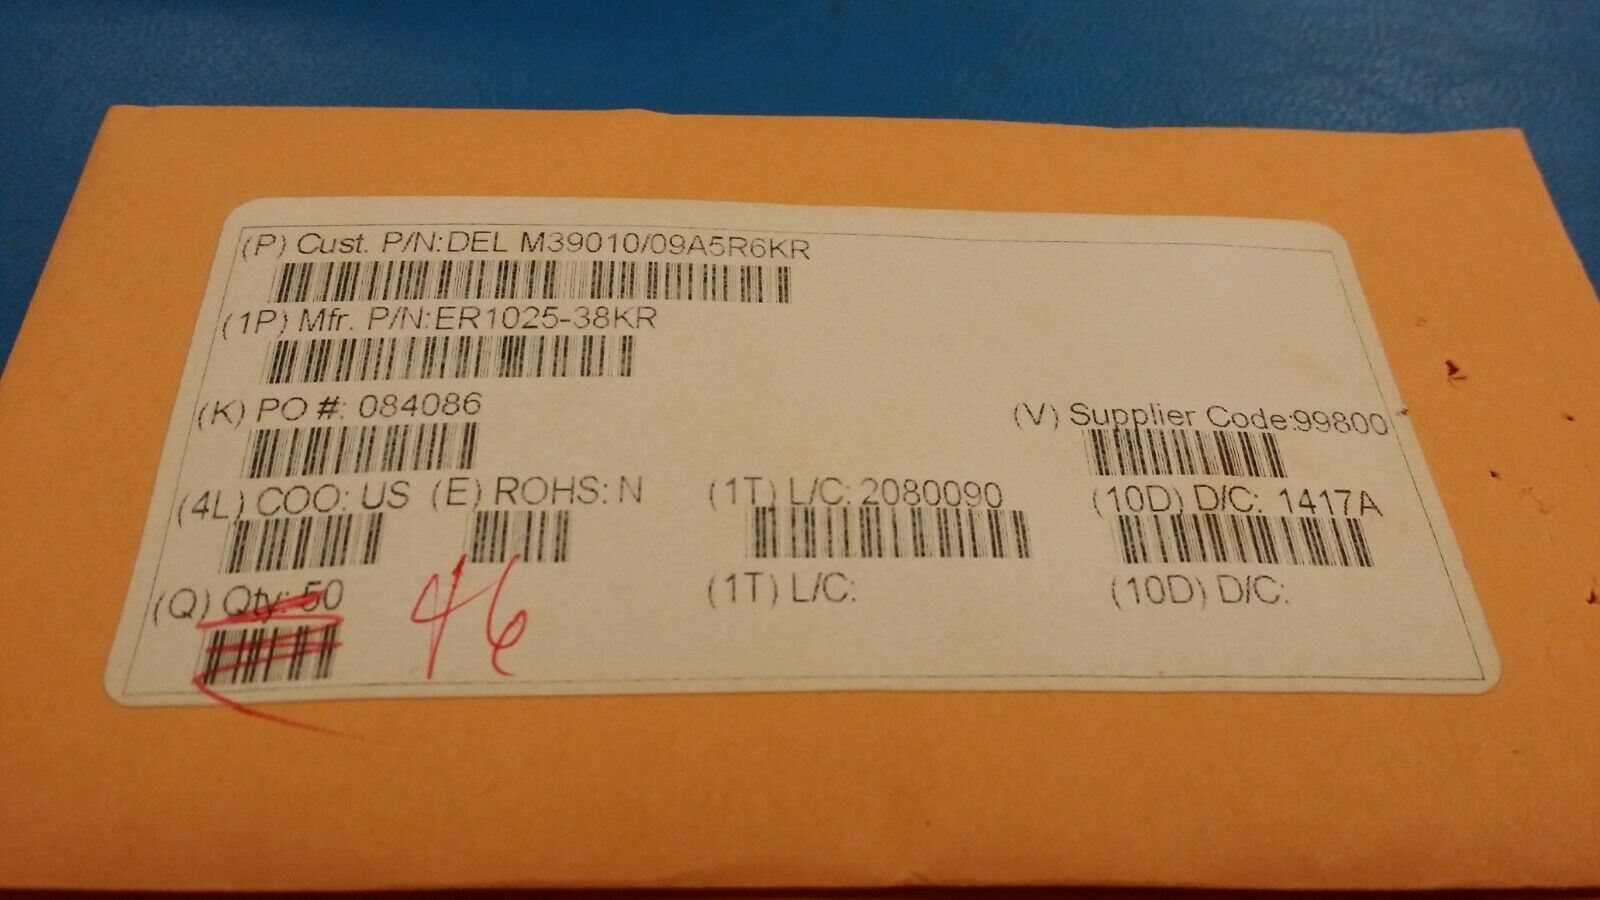 (P) Cust. P/N:DEL M39010/09A5R6KR
(1P) Mfr. P/N:ER1025-38KR
(K) PO #: 084086
(V) Supplier Code:99800
(4L) COO: US (E) ROHS: N (1T) L/C: 2080090 (10D) D/C: 1417A
(Q) Qty: 50 46 (1T) L/C: (10D) D/C: